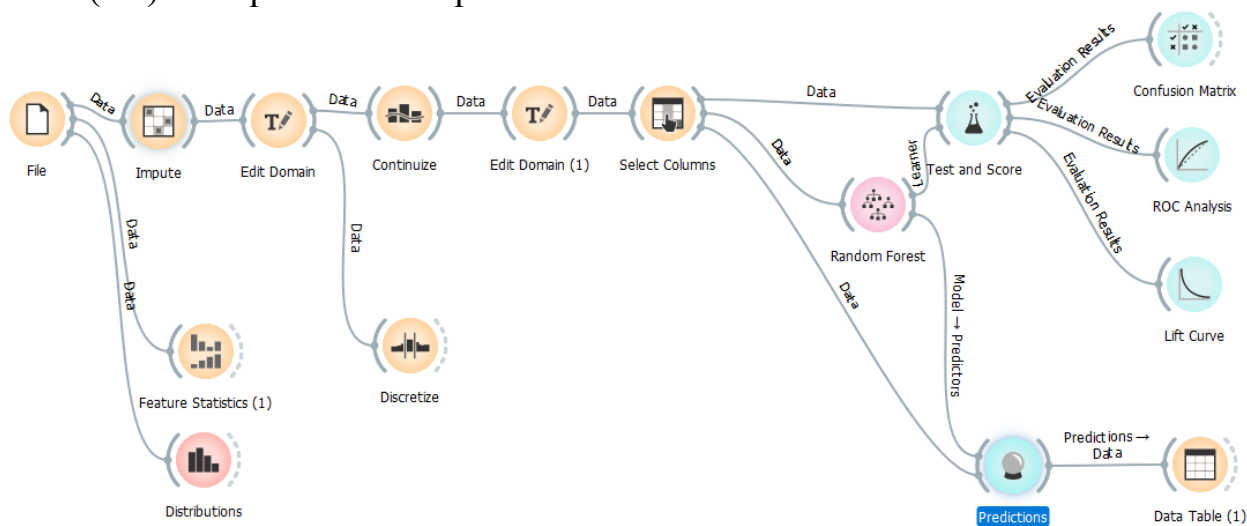 Data
Data
Data
Data
Data
Data
Evaluation Results
Confusion Matrix
Evaluation Results
File
Impute
Edit Domain
Continuize
Edit Domain (1)
Select Columns
Test and Score
Data
Learner
ROC Analysis
Evaluation Results
Random Forest
Data
Data
Data
Data
Model → Predictors
Lift Curve
Feature Statistics (1)
Discretize
Predictions →
Data
Distributions
Predictions
Data Table (1)